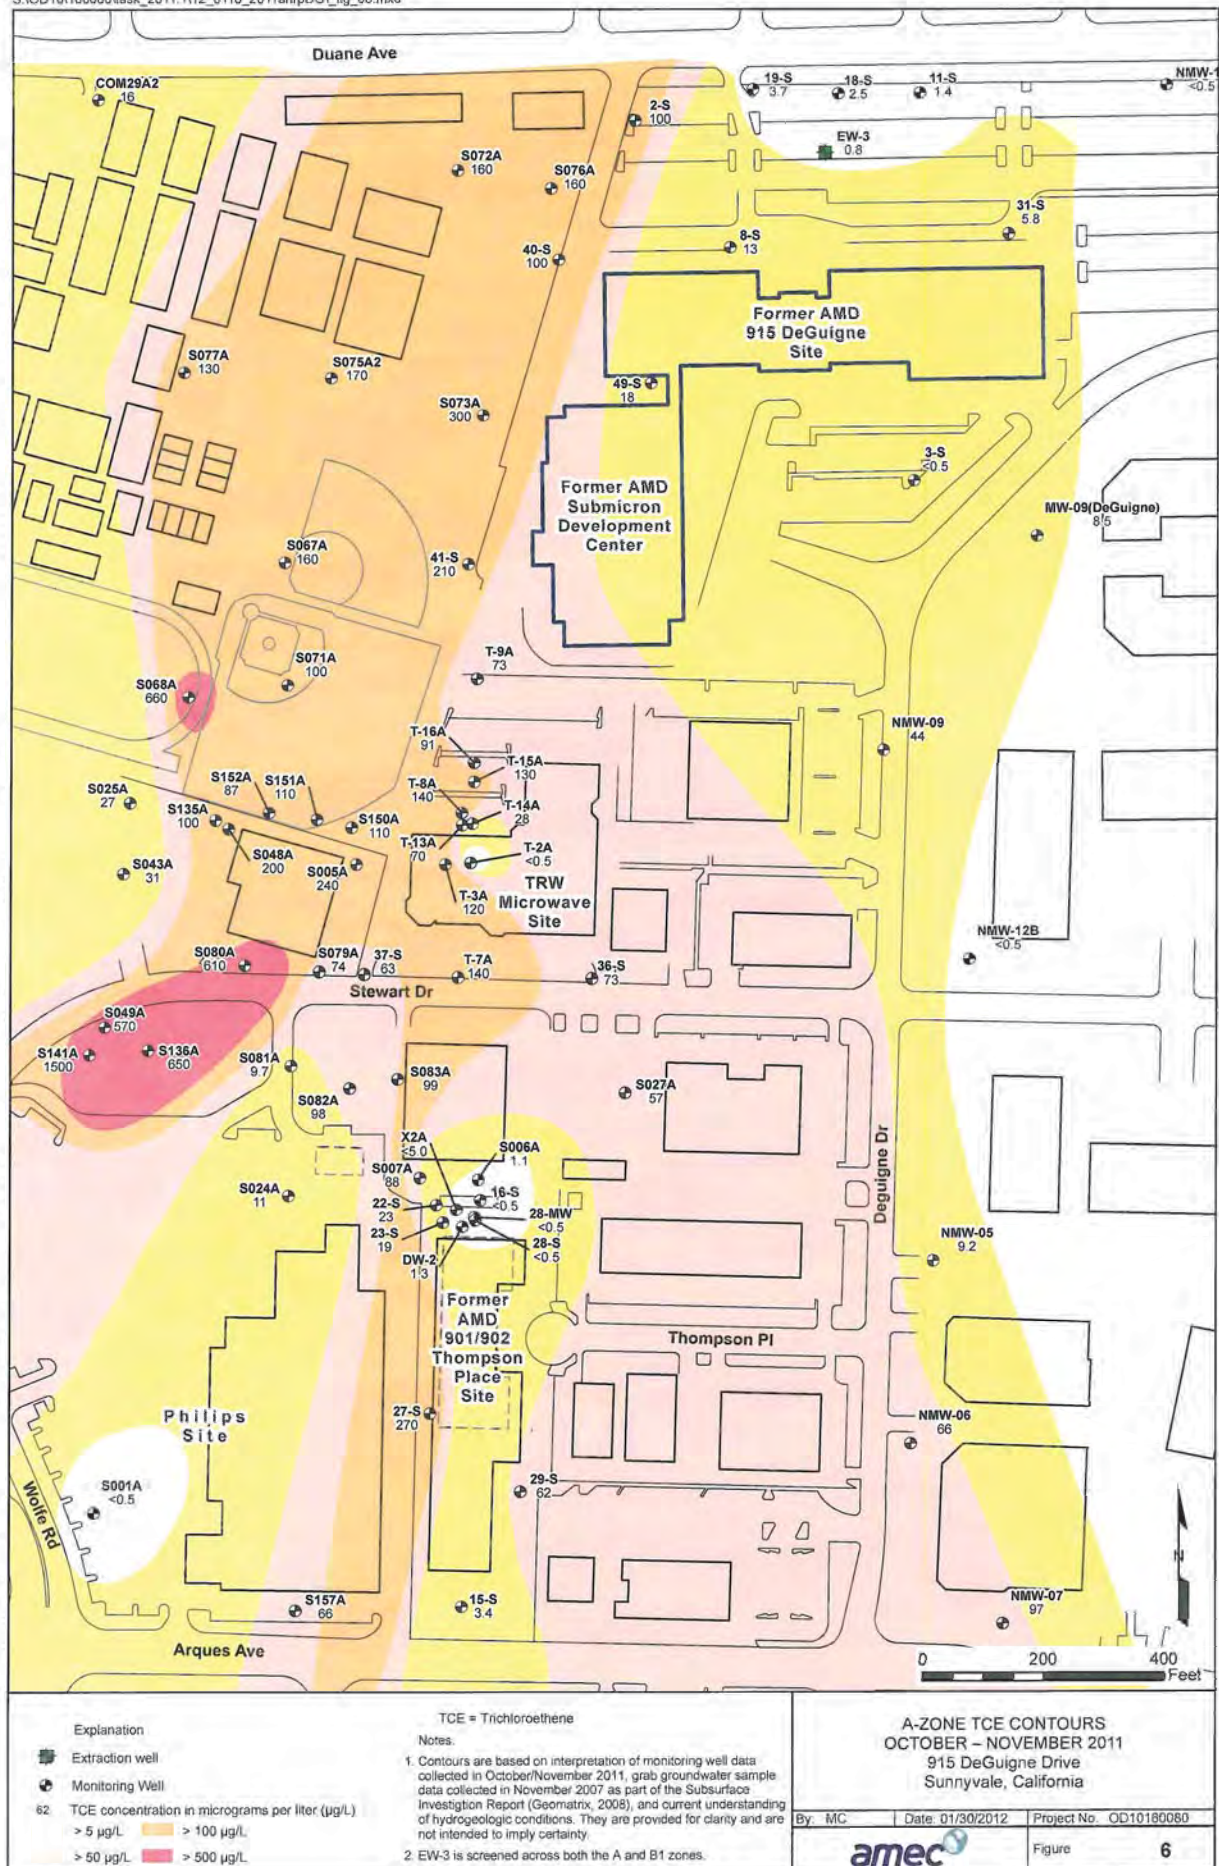 Duane Ave
COM29A2
16
19-S
3.7
18-S
2.5
11-S
1.4
NMW-1
<0.5
2-S
100
EW-3
0.8
S072A
160
S076A
160
31-S
5.8
8-S
13
40-S
100
Former AMD
915 DeGuigne
Site
S077A
130
S075A2
170
49-S
18
S073A
300
3-S
<0.5
Former AMD
Submicron
Development
Center
MW-09(DeGuigne)
8.5
S067A
160
41-S
210
T-9A
73
S071A
100
S068A
660
NMW-09
44
T-16A
91
T-15A
130
T-8A
140
T-14A
28
S152A
87
S151A
110
S025A
27
S135A
100
S150A
110
T-13A
70
T-2A
<0.5
S048A
200
S005A
240
S043A
31
T-3A
120
TRW
Microwave
Site
NMW-12B
<0.5
S080A
610
S079A
74
37-S
63
T-7A
140
36-S
73
Stewart Dr
S049A
570
S141A
1500
S136A
650
S081A
9.7
S083A
99
S082A
98
S027A
57
X2A
<5.0
S006A
1.1
S007A
88
S024A
11
22-S
23
16-S
<0.5
28-MW
<0.5
23-S
19
28-S
<0.5
DW-2
1.3
Deguigne Dr
NMW-05
9.2
Former
AMD
901/902
Thompson
Place
Site
Thompson Pl
Philips
Site
27-S
270
NMW-06
66
S001A
<0.5
Wolfe Rd
29-S
62
N
S157A
66
15-S
3.4
NMW-07
97
Arques Ave
0 200 400
Feet
Explanation
Extraction well
Monitoring Well
62 TCE concentration in micrograms per liter (µg/L)
> 5 µg/L > 100 µg/L
> 50 µg/L > 500 µg/L
TCE = Trichloroethene
Notes.
1. Contours are based on interpretation of monitoring well data
collected in October/November 2011, grab groundwater sample
data collected in November 2007 as part of the Subsurface
Investigtion Report (Geomatrix, 2008), and current understanding
of hydrogeologic conditions. They are provided for clarity and are
not intended to imply certainty.
2. EW-3 is screened across both the A and B1 zones.
A-ZONE TCE CONTOURS
OCTOBER – NOVEMBER 2011
915 DeGuigne Drive
Sunnyvale, California
By: MC Date: 01/30/2012 Project No. OD10160060
amec
Figure 6